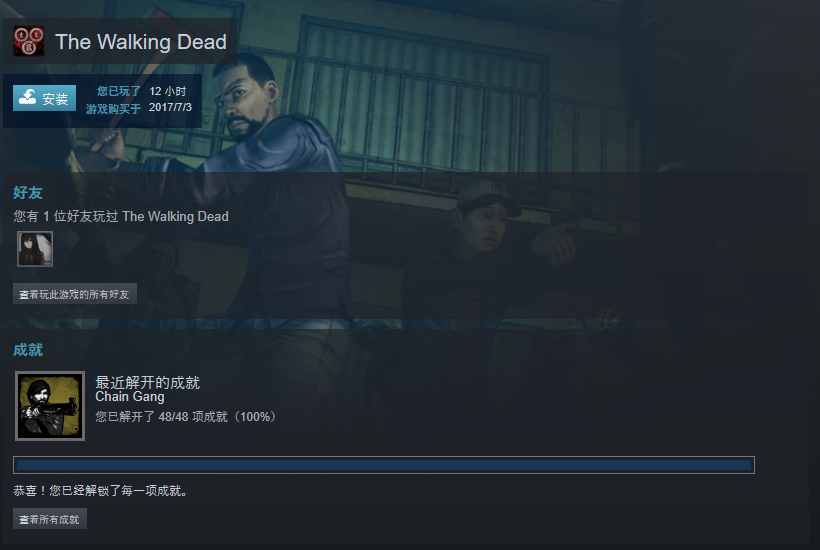 The Walking Dead
安装
您已玩了 12 小时
游戏购买于 2017/7/3
好友
您有 1 位好友玩过 The Walking Dead
查看玩此游戏的所有好友
成就
最近解开的成就
Chain Gang
您已解开了 48/48 项成就（100%）
恭喜！您已经解锁了每一项成就。
查看所有成就